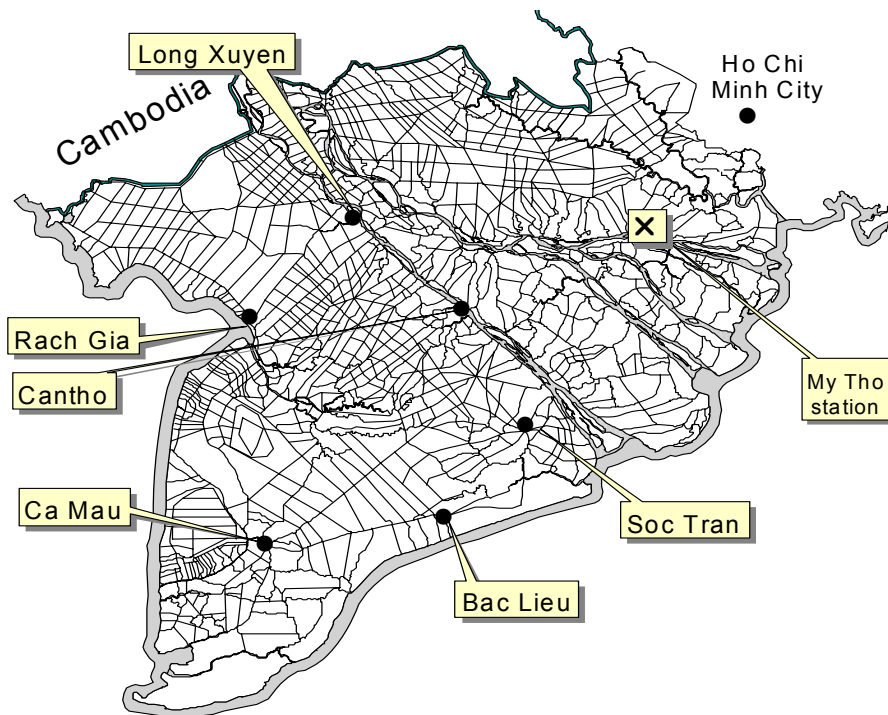 Long Xuyen
Ho Chi
Minh City
Cambodia
Rach Gia
Cantho
My Tho
station
Ca Mau
Soc Tran
Bac Lieu